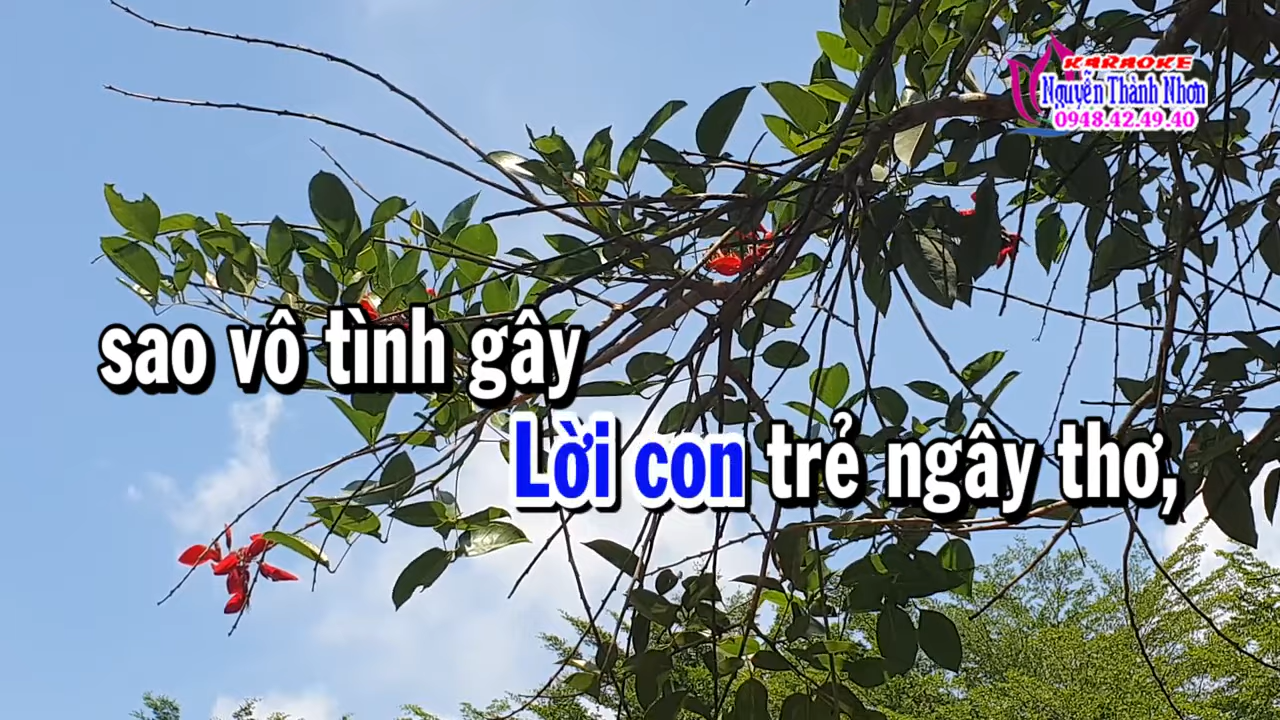 KARAOKE
Nguyễn Thành Nhơn
0948.42.49.40
sao vô tình gây
Lời con trẻ ngây thơ,